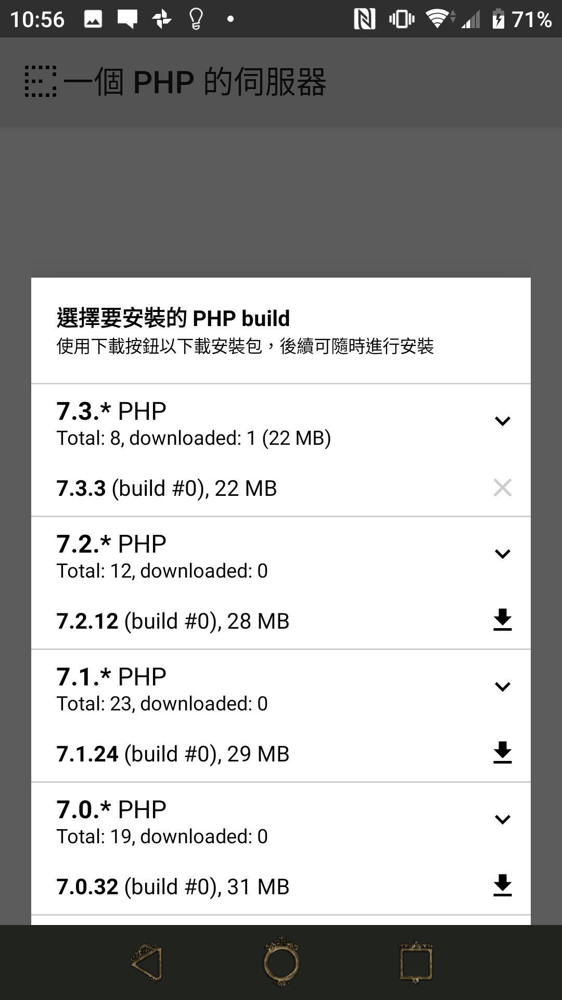 10:56 71%
一個 PHP 的伺服器
選擇要安裝的 PHP build
使用下載按鈕以下載安裝包，後續可隨時進行安裝
7.3.* PHP
Total: 8, downloaded: 1 (22 MB)
7.3.3 (build #0), 22 MB
7.2.* PHP
Total: 12, downloaded: 0
7.2.12 (build #0), 28 MB
7.1.* PHP
Total: 23, downloaded: 0
7.1.24 (build #0), 29 MB
7.0.* PHP
Total: 19, downloaded: 0
7.0.32 (build #0), 31 MB